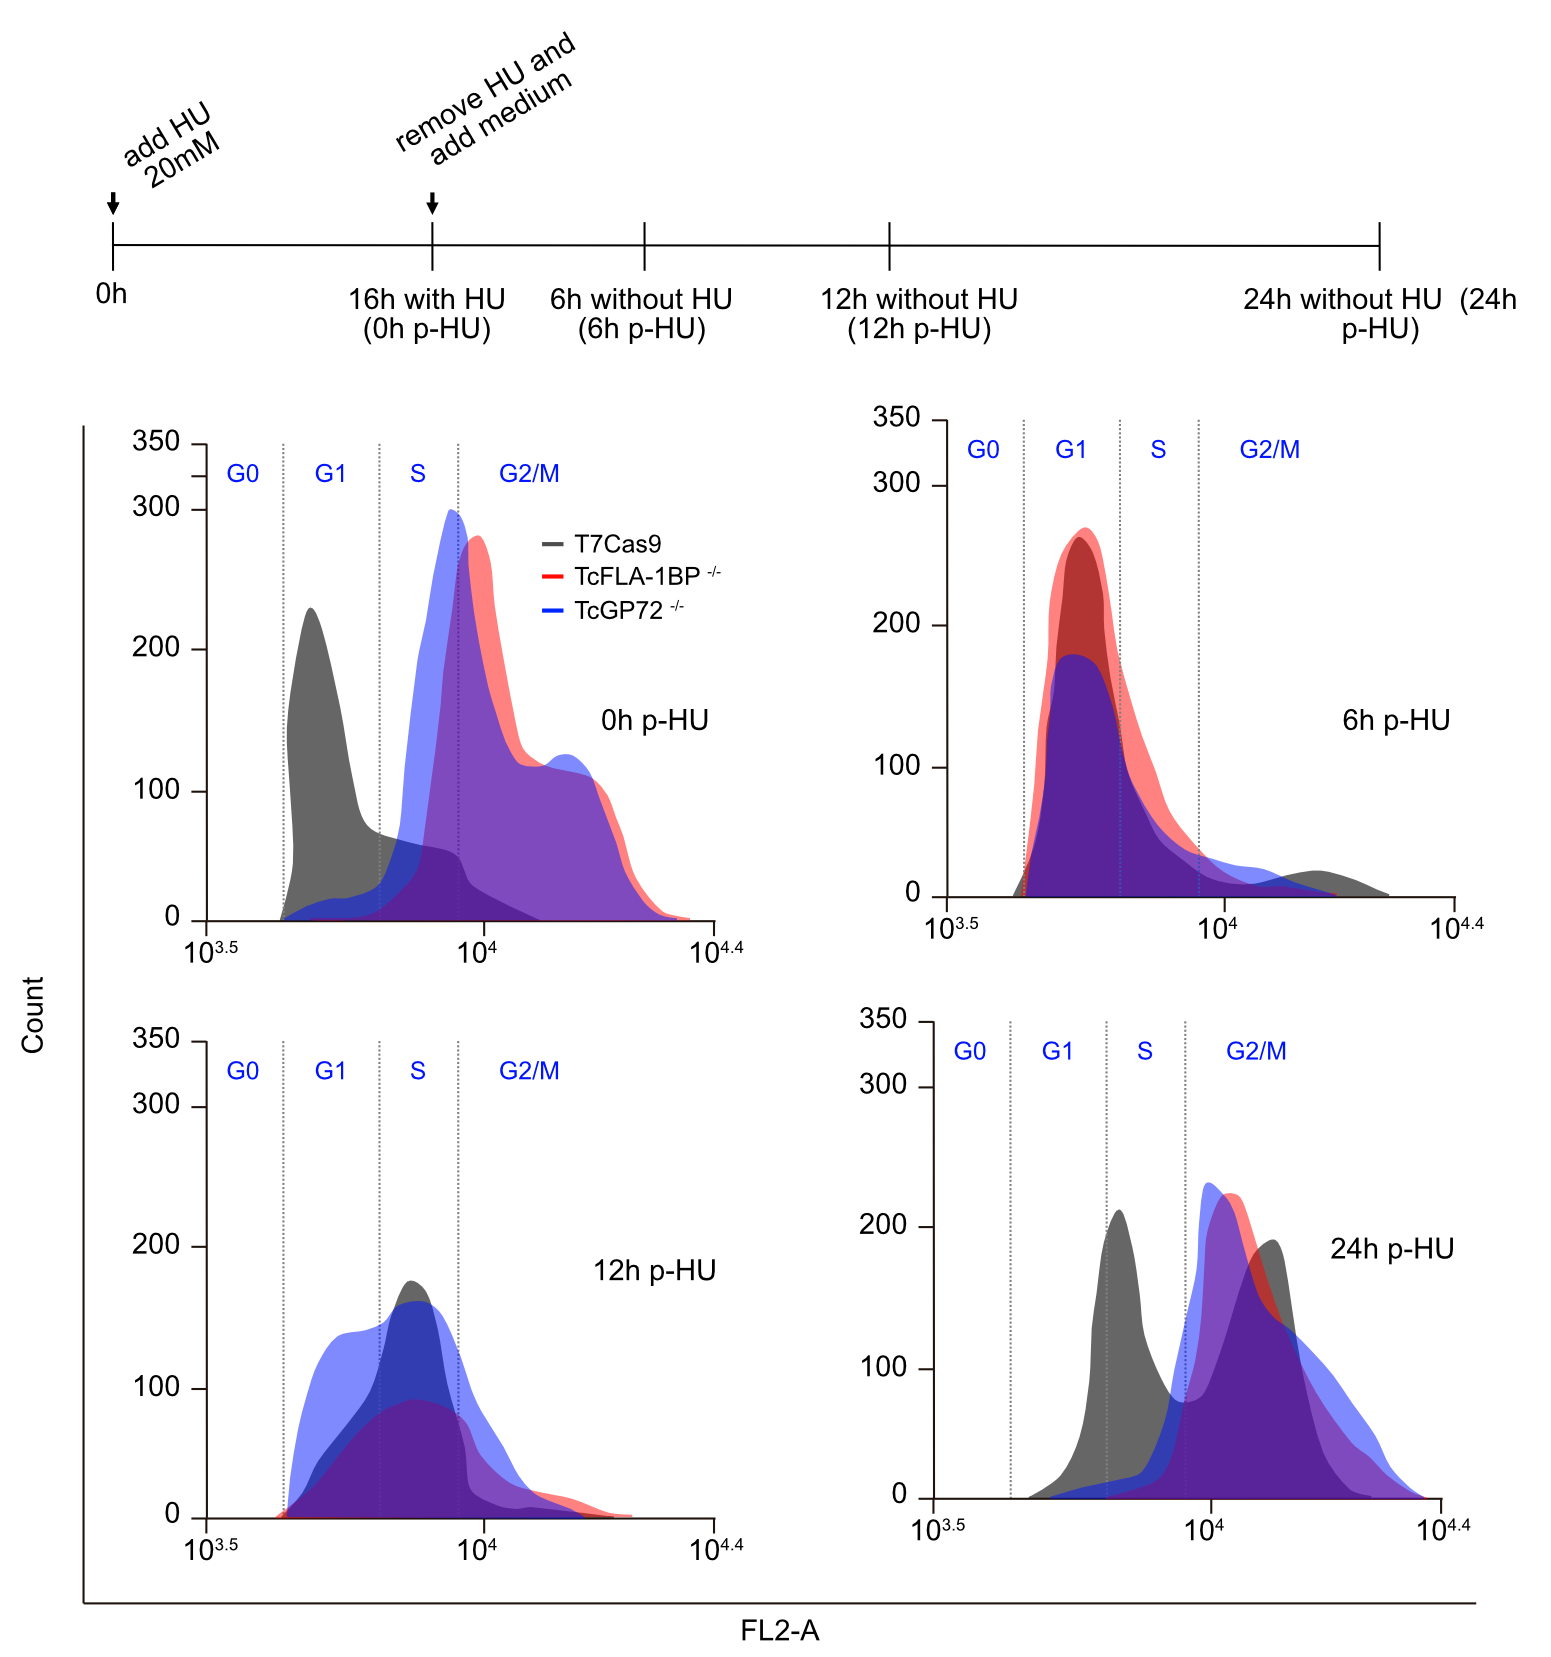 add HU
20mM
remove HU and
add medium
0h
16h with HU
(0h p-HU)
6h without HU
(6h p-HU)
12h without HU
(12h p-HU)
24h without HU (24h
p-HU)
350
300
200
100
0
G0 G1 S G2/M
T7Cas9
TcFLA-1BP -/-
TcGP72 -/-
0h p-HU
10^3.5 10^4 10^4.4
350
300
200
100
0
G0 G1 S G2/M
6h p-HU
10^3.5 10^4 10^4.4
Count
350
300
200
100
0
G0 G1 S G2/M
12h p-HU
10^3.5 10^4 10^4.4
350
300
200
100
0
G0 G1 S G2/M
24h p-HU
10^3.5 10^4 10^4.4
FL2-A